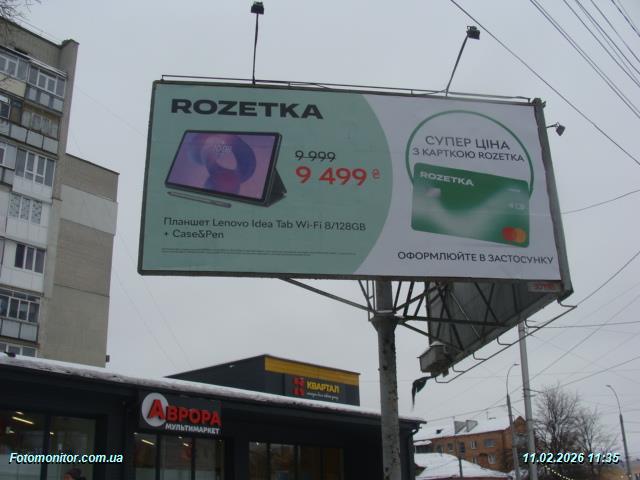 ROZETKA
9 999
9 499 ₴
Планшет Lenovo Idea Tab Wi-Fi 8/128GB
+ Case&Pen
СУПЕР ЦІНА
З КАРТКОЮ ROZETKA
ROZETKA
ОФОРМЛЮЙТЕ В ЗАСТОСУНКУ
КВАРТАЛ
АВРОРА
МУЛЬТИМАРКЕТ
Fotomonitor.com.ua
11.02.2026 11:35